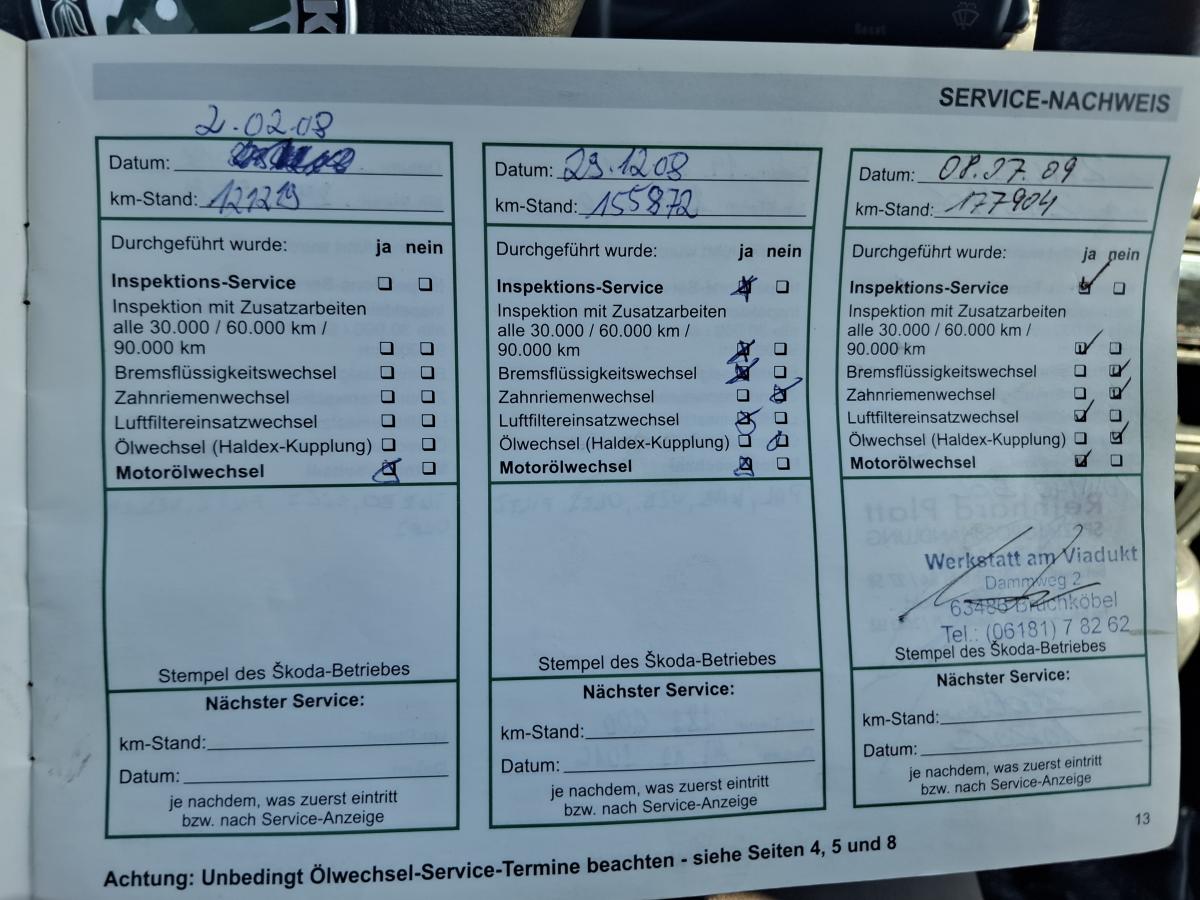 K
Reset
SERVICE-NACHWEIS
2.02.08
Datum:
km-Stand: 121219
Durchgeführt wurde: ja nein
Inspektions-Service
Inspektion mit Zusatzarbeiten
alle 30.000 / 60.000 km /
90.000 km
Bremsflüssigkeitswechsel
Zahnriemenwechsel
Luftfiltereinsatzwechsel
Ölwechsel (Haldex-Kupplung)
Motorölwechsel
Stempel des Škoda-Betriebes
Nächster Service:
km-Stand:
Datum:
je nachdem, was zuerst eintritt
bzw. nach Service-Anzeige
Datum: 29.12 08
km-Stand: 155872
Durchgeführt wurde: ja nein
Inspektions-Service
Inspektion mit Zusatzarbeiten
alle 30.000 / 60.000 km /
90.000 km
Bremsflüssigkeitswechsel
Zahnriemenwechsel
Luftfiltereinsatzwechsel
Ölwechsel (Haldex-Kupplung)
Motorölwechsel
Stempel des Škoda-Betriebes
Nächster Service:
km-Stand:
Datum:
je nachdem, was zuerst eintritt
bzw. nach Service-Anzeige
Datum: 08.07.09
km-Stand: 177904
Durchgeführt wurde: ja nein
Inspektions-Service
Inspektion mit Zusatzarbeiten
alle 30.000 / 60.000 km /
90.000 km
Bremsflüssigkeitswechsel
Zahnriemenwechsel
Luftfiltereinsatzwechsel
Ölwechsel (Haldex-Kupplung)
Motorölwechsel
Werkstatt am Viadukt
Dammweg 2
63486 Bruchköbel
Tel.: (06181) 7 82 62
Stempel des Škoda-Betriebes
Nächster Service:
km-Stand:
Datum:
je nachdem, was zuerst eintritt
bzw. nach Service-Anzeige
13
Achtung: Unbedingt Ölwechsel-Service-Termine beachten - siehe Seiten 4, 5 und 8